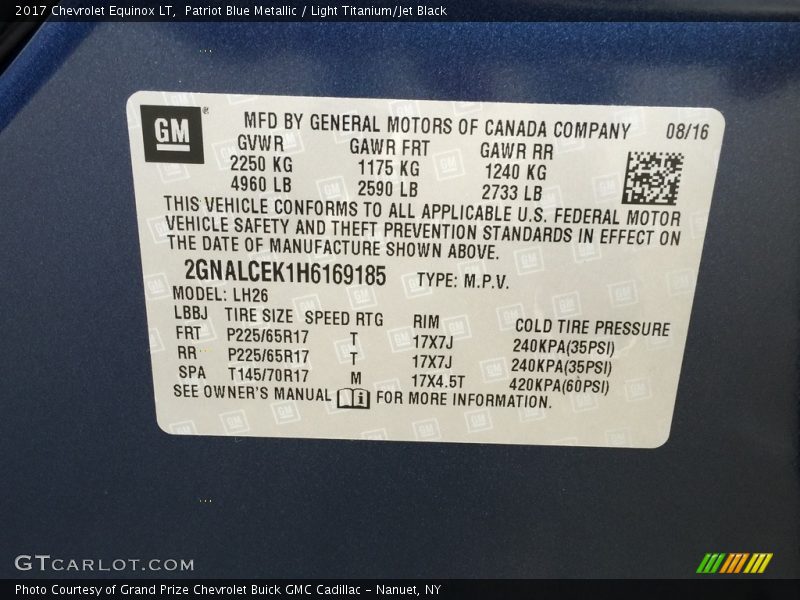 2017 Chevrolet Equinox LT,  Patriot Blue Metallic / Light Titanium/Jet Black
GM®
MFD BY GENERAL MOTORS OF CANADA COMPANY 08/16
GVWR GAWR FRT GAWR RR
2250 KG 1175 KG 1240 KG
4960 LB 2590 LB 2733 LB
THIS VEHICLE CONFORMS TO ALL APPLICABLE U.S. FEDERAL MOTOR
VEHICLE SAFETY AND THEFT PREVENTION STANDARDS IN EFFECT ON
THE DATE OF MANUFACTURE SHOWN ABOVE.
2GNALCEK1H6169185 TYPE: M.P.V.
MODEL: LH26
LBBJ TIRE SIZE SPEED RTG RIM COLD TIRE PRESSURE
FRT P225/65R17 T 17X7J 240KPA(35PSI)
RR P225/65R17 T 17X7J 240KPA(35PSI)
SPA T145/70R17 M 17X4.5T 420KPA(60PSI)
SEE OWNER'S MANUAL i FOR MORE INFORMATION.
GTCARLOT.COM
Photo Courtesy of Grand Prize Chevrolet Buick GMC Cadillac - Nanuet, NY